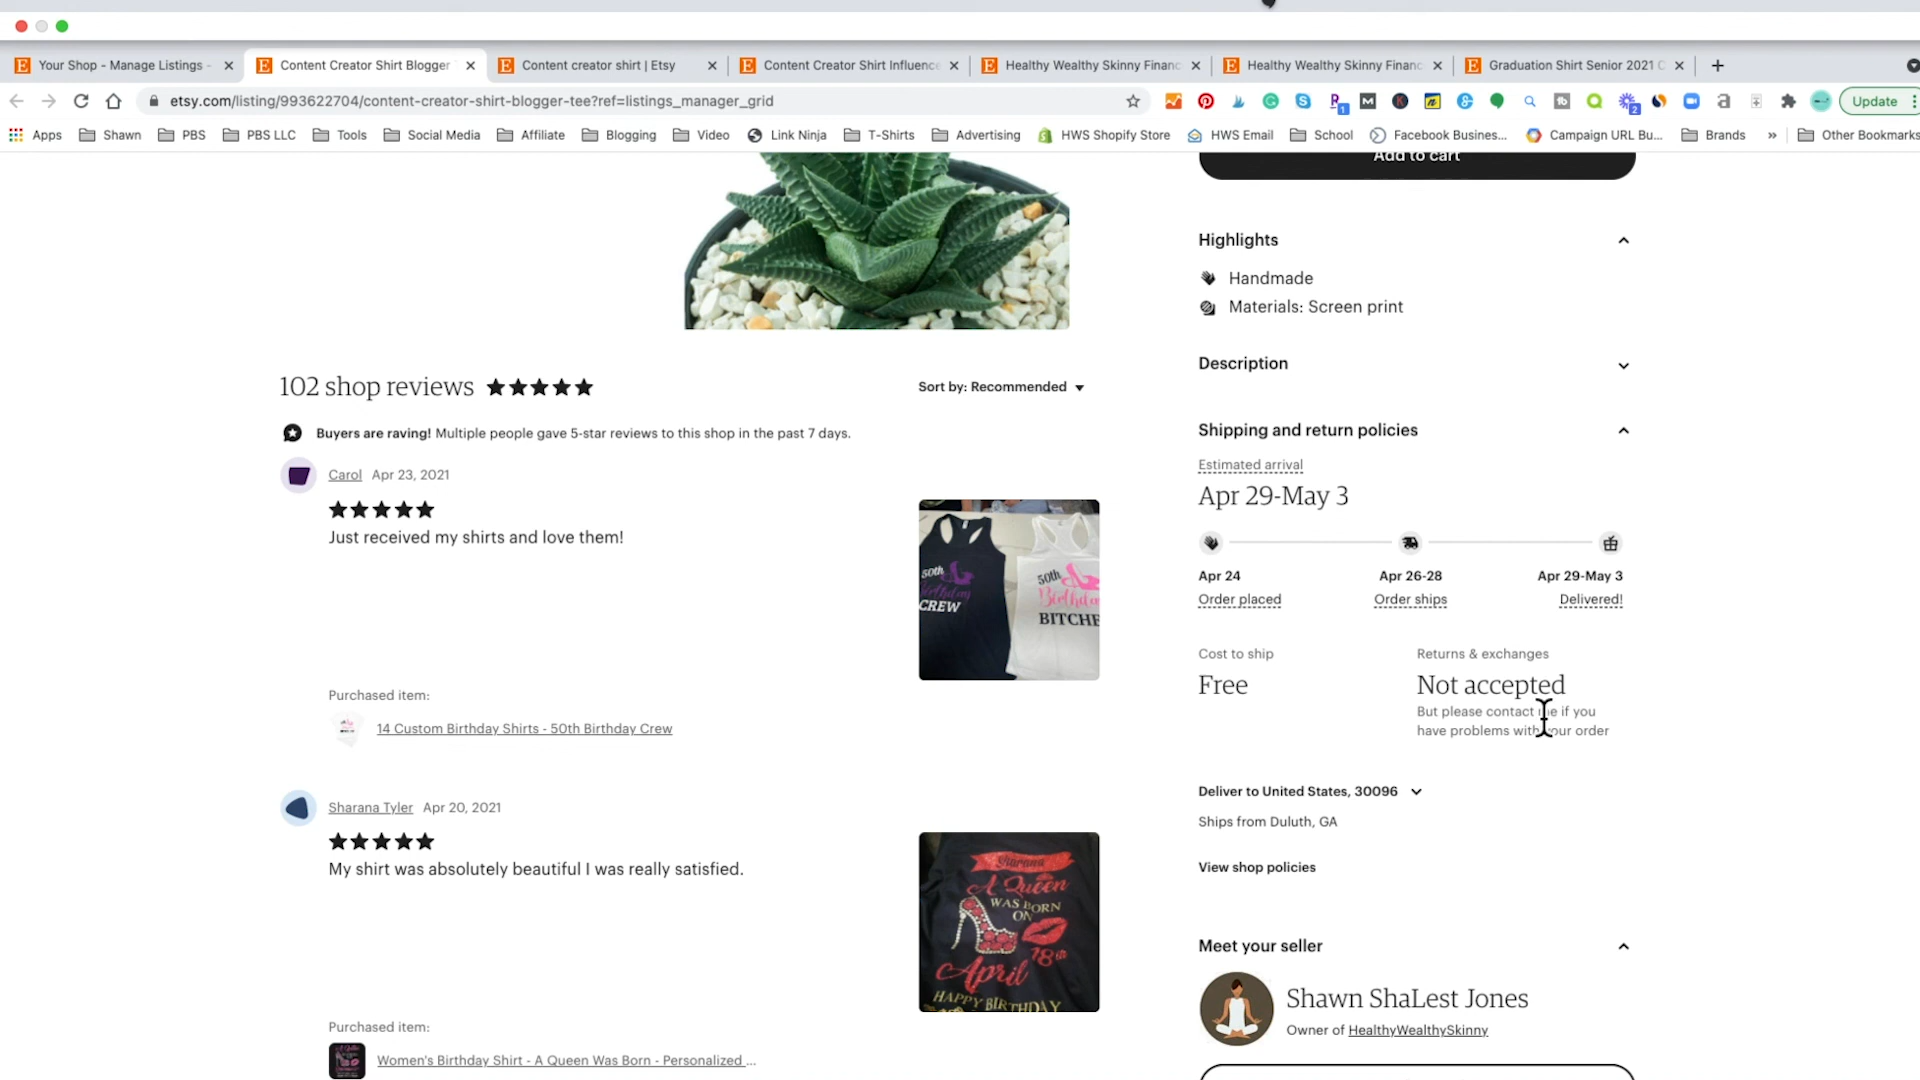 Your Shop - Manage Listings -
Content Creator Shirt Blogger
Content creator shirt | Etsy
Content Creator Shirt Influence
Healthy Wealthy Skinny Financ
Healthy Wealthy Skinny Financ
Graduation Shirt Senior 2021 C
etsy.com/listing/993622704/content-creator-shirt-blogger-tee?ref=listings_manager_grid
Update
Apps
Shawn
PBS
PBS LLC
Tools
Social Media
Affiliate
Blogging
Video
Link Ninja
T-Shirts
Advertising
HWS Shopify Store
HWS Email
School
Facebook Busines...
Campaign URL Bu...
Brands
»
Other Bookmarks
Add to cart
Highlights
Handmade
Materials: Screen print
Description
102 shop reviews
Sort by: Recommended
Buyers are raving! Multiple people gave 5-star reviews to this shop in the past 7 days.
Carol Apr 23, 2021
Just received my shirts and love them!
50th
Birthday
CREW
50th
BITCHE
Purchased item:
14 Custom Birthday Shirts - 50th Birthday Crew
Sharana Tyler Apr 20, 2021
My shirt was absolutely beautiful I was really satisfied.
A Queen
WAS BORN
ON
18th
April
HAPPY BIRTHDAY
Purchased item:
Women's Birthday Shirt - A Queen Was Born - Personalized ...
Shipping and return policies
Estimated arrival
Apr 29-May 3
Apr 24
Order placed
Apr 26-28
Order ships
Apr 29-May 3
Delivered!
Cost to ship
Free
Returns & exchanges
Not accepted
But please contact me if you
have problems with your order
Deliver to United States, 30096
Ships from Duluth, GA
View shop policies
Meet your seller
Shawn ShaLest Jones
Owner of HealthyWealthySkinny